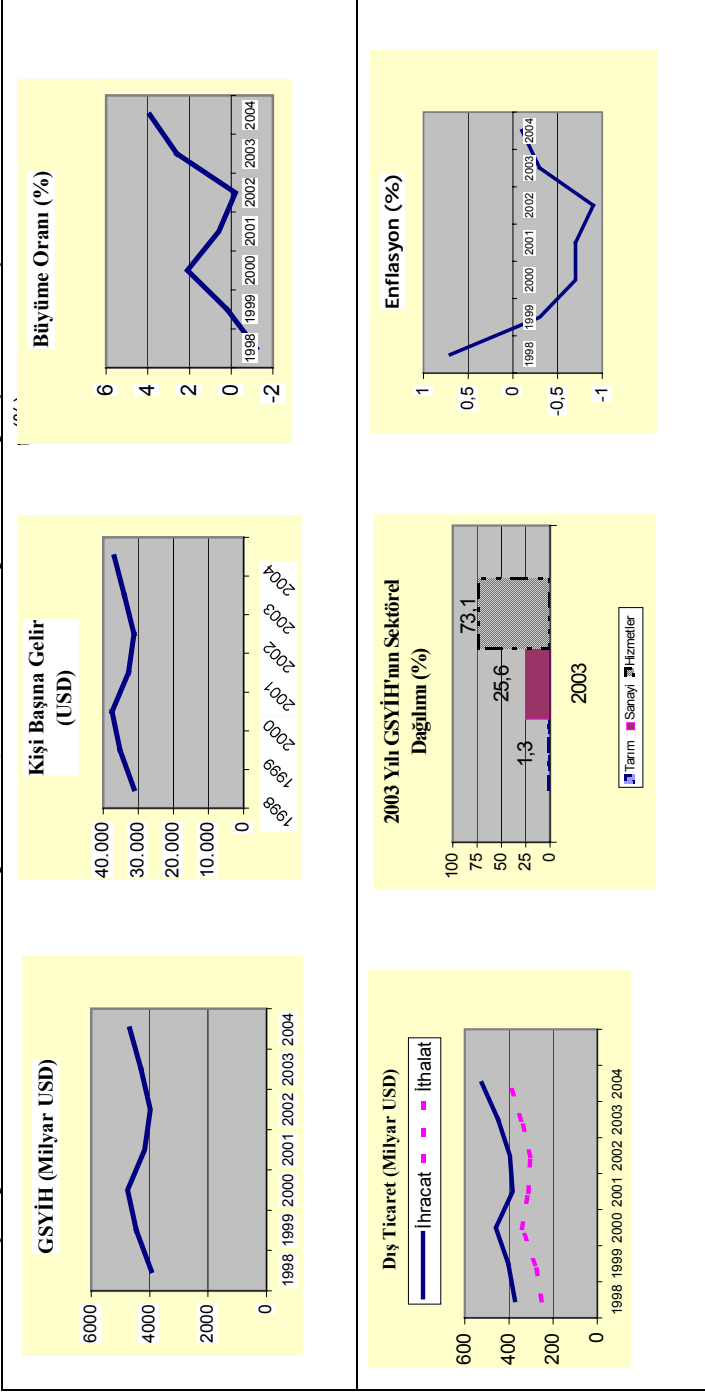 GSYİH (Milyar USD)
6000
4000
2000
0
1998 1999 2000 2001 2002 2003 2004
Kişi Başına Gelir
(USD)
40.000
30.000
20.000
10.000
0
1998
1999
2000
2001
2002
2003
2004
Büyüme Oranı (%)
6
4
2
0
-2
1998 1999 2000 2001 2002 2003 2004
Dış Ticaret (Milyar USD)
İhracat İthalat
600
400
200
0
1998 1999 2000 2001 2002 2003 2004
2003 Yılı GSYİH'nın Sektörel
Dağılımı (%)
100
75
50
25
0
1,3
25,6
73,1
2003
Tarım Sanayi Hizmetler
Enflasyon (%)
1
0,5
0
-0,5
-1
1998 1999 2000 2001 2002 2003 2004